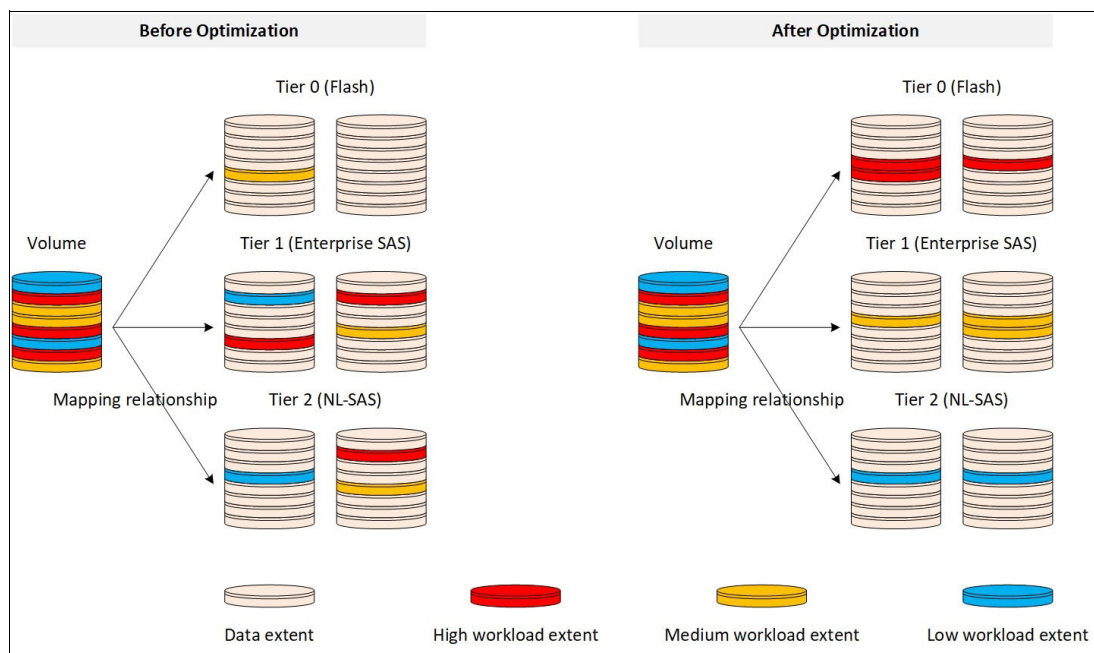 Before Optimization
After Optimization
Tier 0 (Flash)
Tier 0 (Flash)
Volume
Tier 1 (Enterprise SAS)
Volume
Tier 1 (Enterprise SAS)
Mapping relationship
Tier 2 (NL-SAS)
Mapping relationship
Tier 2 (NL-SAS)
Data extent
High workload extent
Medium workload extent
Low workload extent